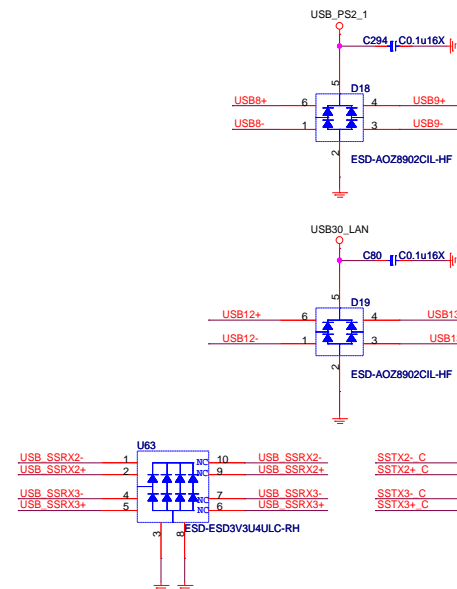 USB_PS2_1
C294 C0.1u16X
5
D18
USB8+ 6 4 USB9+
USB8- 1 3 USB9-
2
ESD-AOZ8902CIL-HF
USB30_LAN
C80 C0.1u16X
5
D19
USB12+ 6 4 USB13
USB12- 1 3 USB1
2
ESD-AOZ8902CIL-HF
U63
USB_SSRX2- 1 NC 10 USB_SSRX2- SSTX2-_C
USB_SSRX2+ 2 NC 9 USB_SSRX2+ SSTX2+_C
USB_SSRX3- 4 NC 7 USB_SSRX3- SSTX3-_C
USB_SSRX3+ 5 NC 6 USB_SSRX3+ SSTX3+_C
ESD-ESD3V3U4ULC-RH
3 8